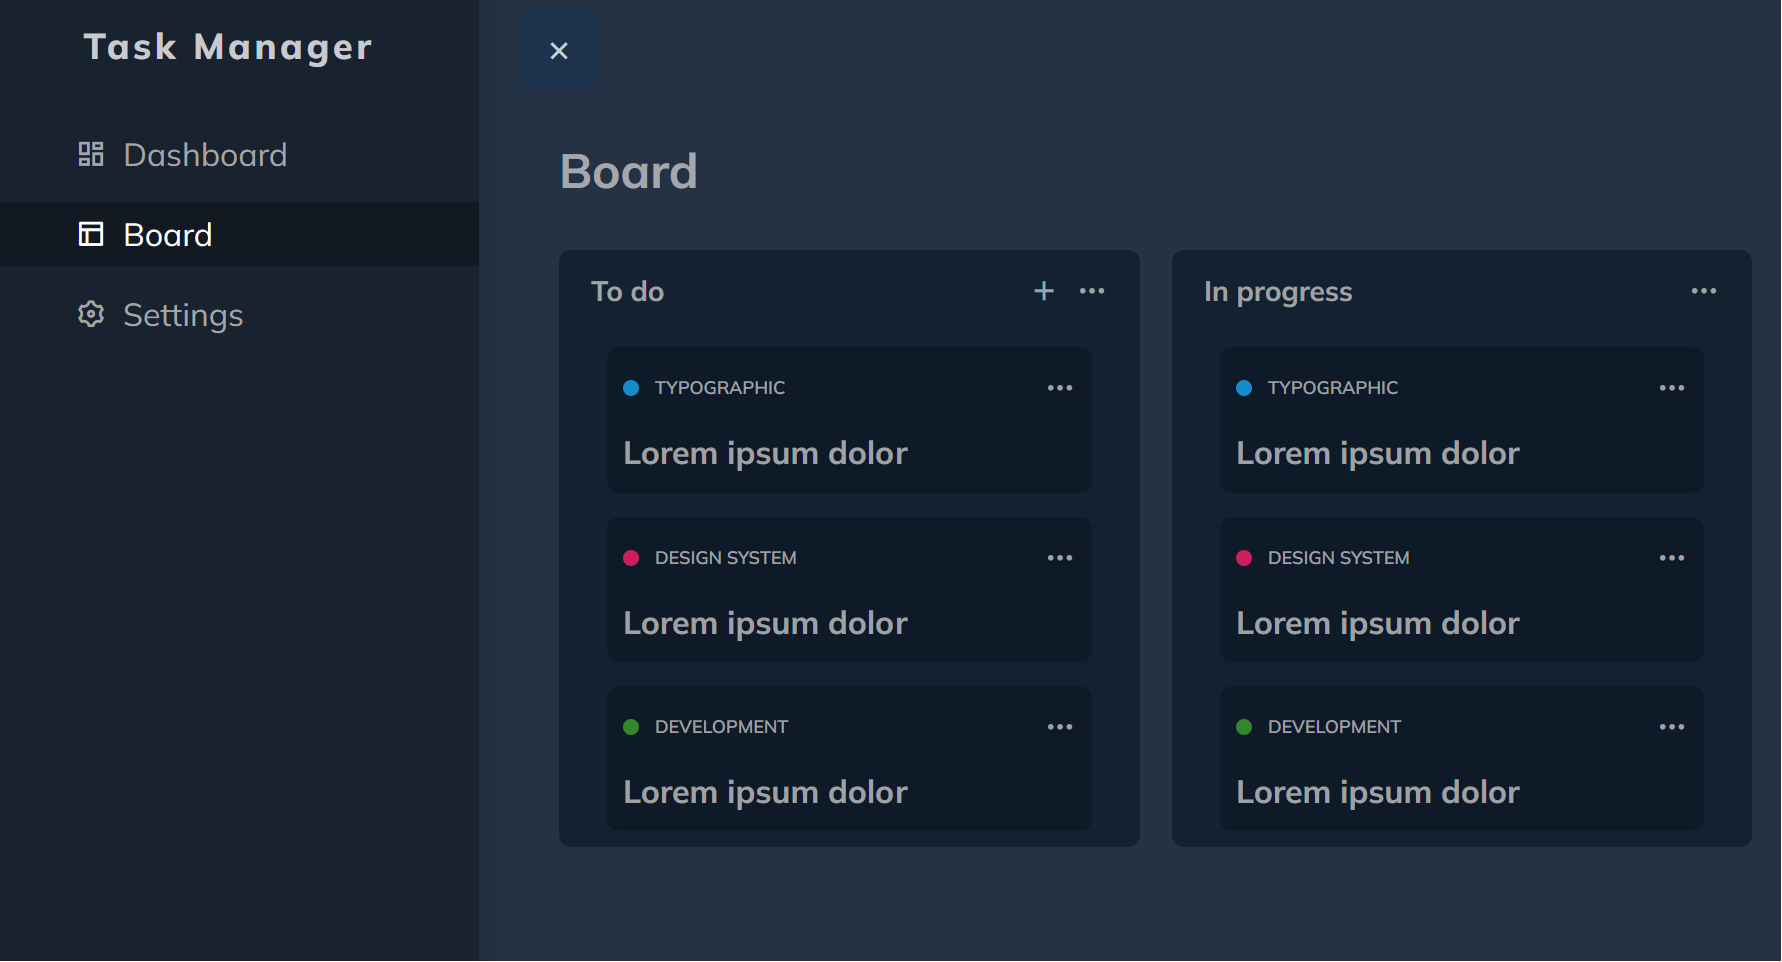 Task Manager
Dashboard
Board
Settings
Board
To do
TYPOGRAPHIC
Lorem ipsum dolor
DESIGN SYSTEM
Lorem ipsum dolor
DEVELOPMENT
Lorem ipsum dolor
In progress
TYPOGRAPHIC
Lorem ipsum dolor
DESIGN SYSTEM
Lorem ipsum dolor
DEVELOPMENT
Lorem ipsum dolor